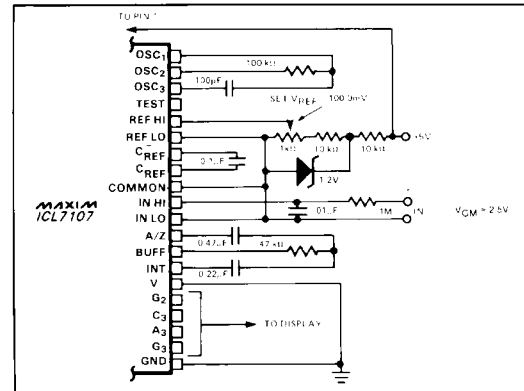 TO PIN 1
OSC1
OSC2
OSC3
TEST
REF HI
REF LO
CREF
CREF
COMMON
IN HI
IN LO
A/Z
BUFF
INT
V
G2
C3
A3
G3
GND
MAXIM
ICL7107
100 kΩ
100pF
SET VREF 100.0mV
1kΩ
10 kΩ
10 kΩ
+5V
0.1µF
1.2V
.01µF
1M
IN
VCM = 2.5V
0.47µF
47 kΩ
0.22µF
TO DISPLAY